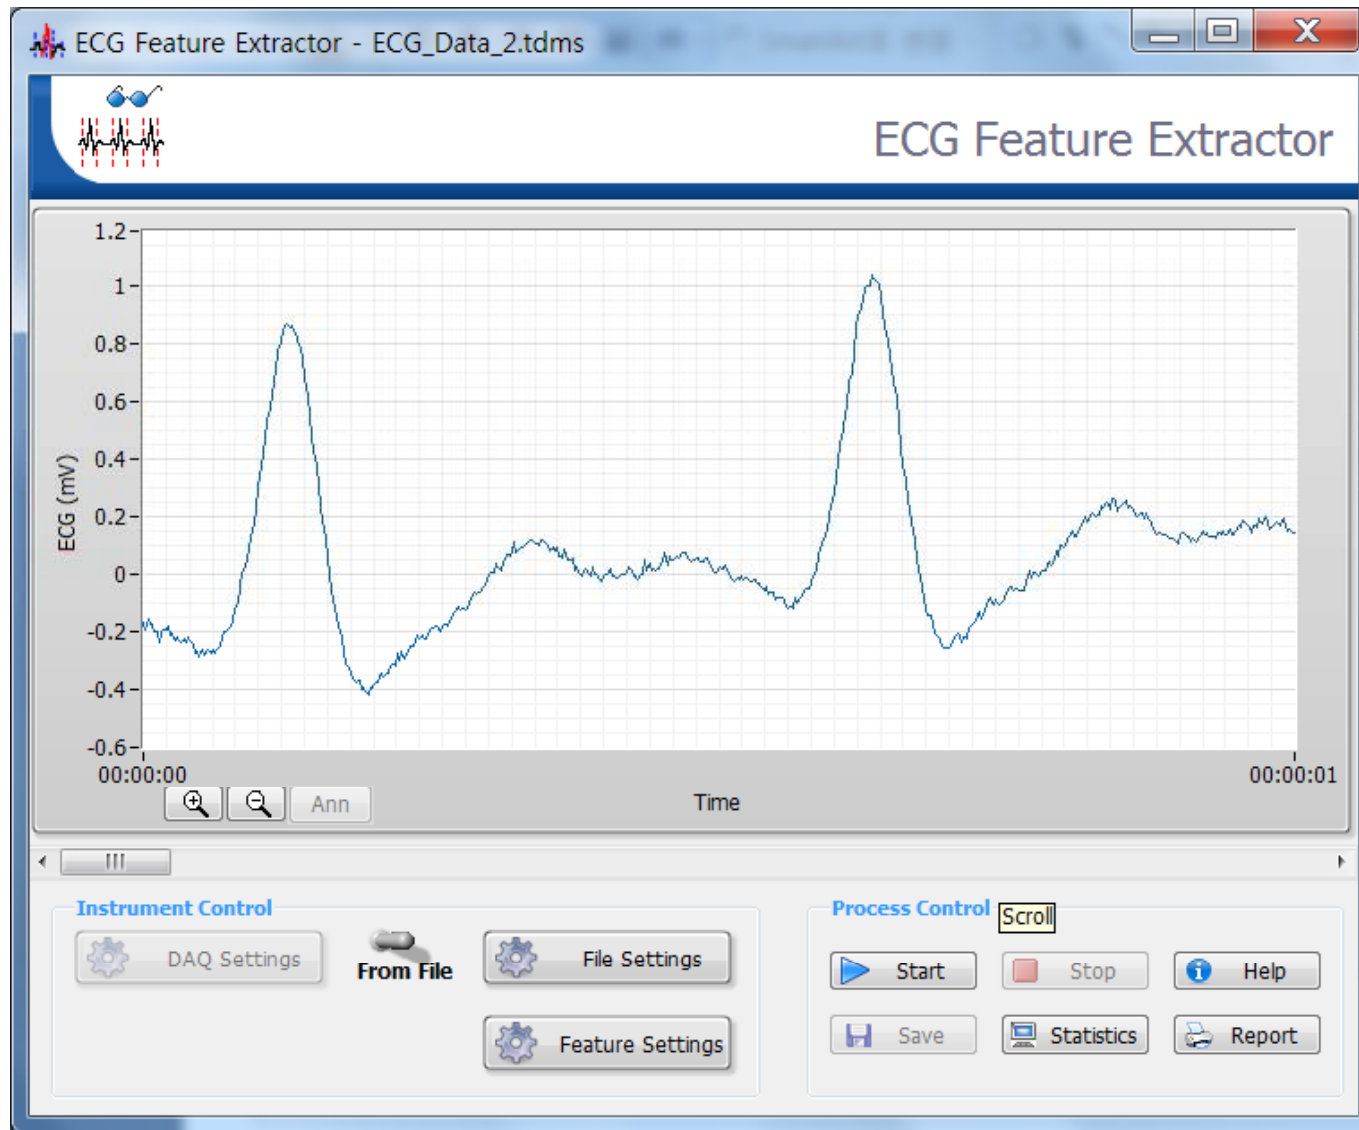 ECG Feature Extractor - ECG_Data_2.tdms
ECG Feature Extractor
1.2
1
0.8
0.6
0.4
0.2
0
-0.2
-0.4
-0.6
ECG (mV)
00:00:00
00:00:01
Ann
Time
Instrument Control
DAQ Settings
From File
File Settings
Feature Settings
Process Control
Scroll
Start
Stop
Help
Save
Statistics
Report